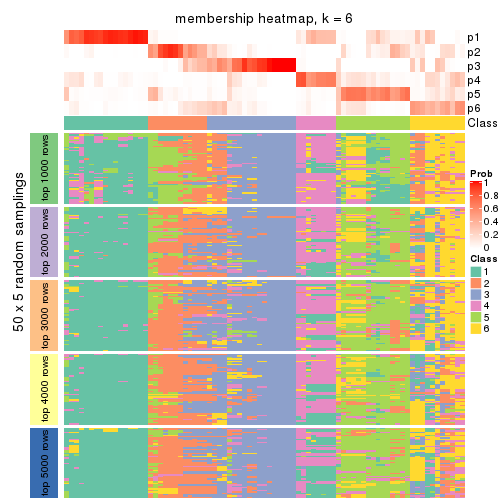 membership heatmap, k = 6
p1
p2
p3
p4
p5
p6
Class
50 x 5 random samplings
top 1000 rows
top 2000 rows
top 3000 rows
top 4000 rows
top 5000 rows
Prob
1
0.8
0.6
0.4
0.2
0
Class
1
2
3
4
5
6